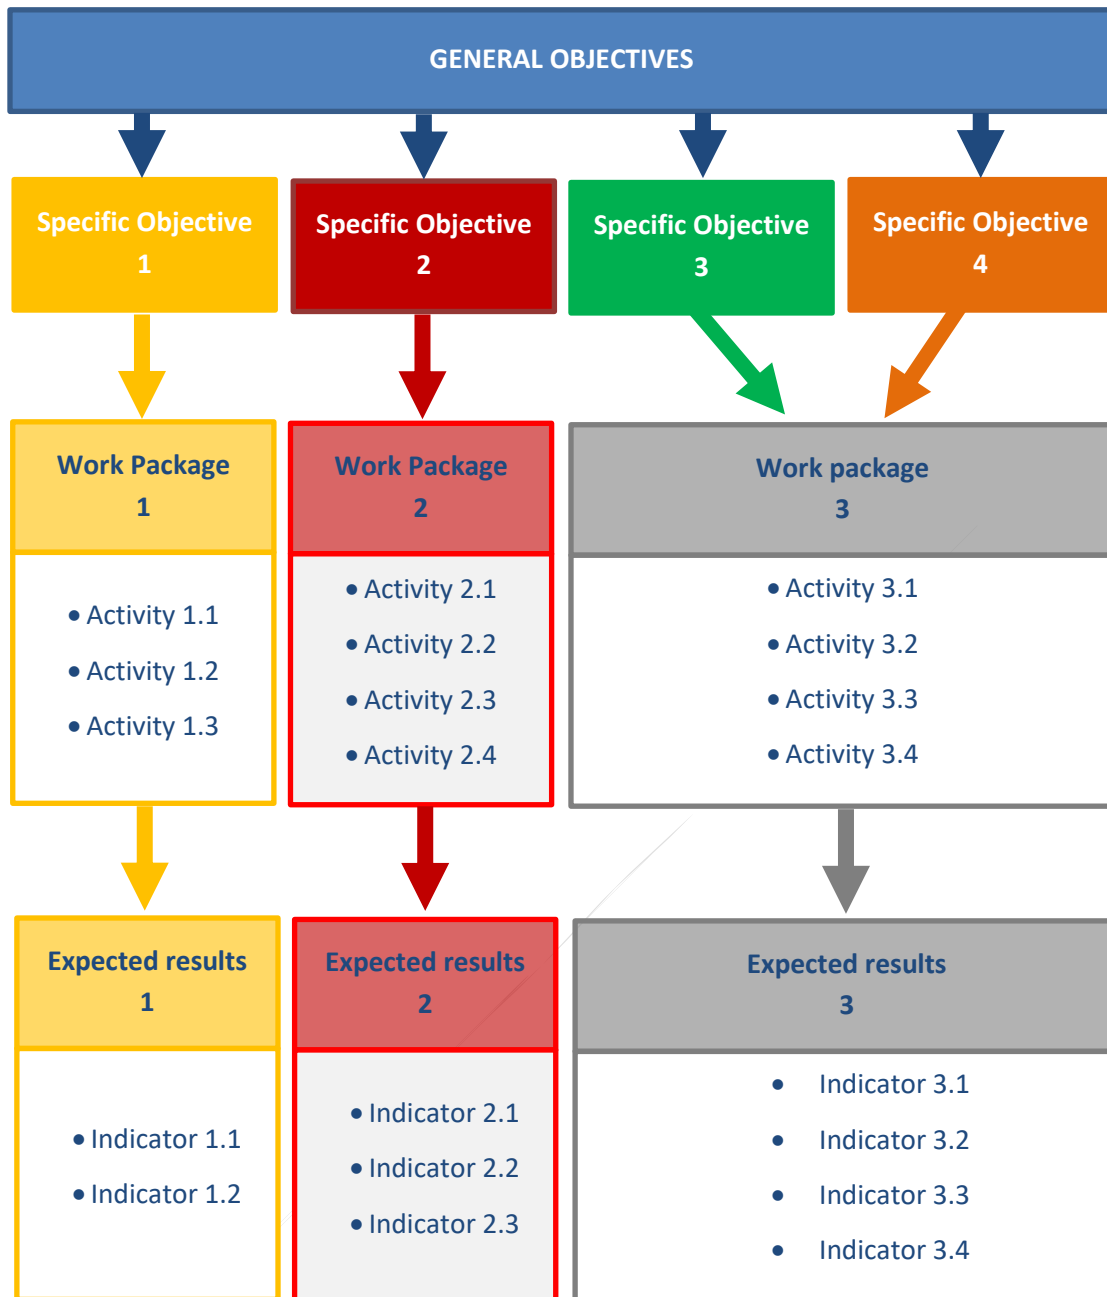 GENERAL OBJECTIVES
Specific Objective
1
Specific Objective
2
Specific Objective
3
Specific Objective
4
Work Package
1
• Activity 1.1
• Activity 1.2
• Activity 1.3
Work Package
2
• Activity 2.1
• Activity 2.2
• Activity 2.3
• Activity 2.4
Work package
3
• Activity 3.1
• Activity 3.2
• Activity 3.3
• Activity 3.4
Expected results
1
• Indicator 1.1
• Indicator 1.2
Expected results
2
• Indicator 2.1
• Indicator 2.2
• Indicator 2.3
Expected results
3
• Indicator 3.1
• Indicator 3.2
• Indicator 3.3
• Indicator 3.4